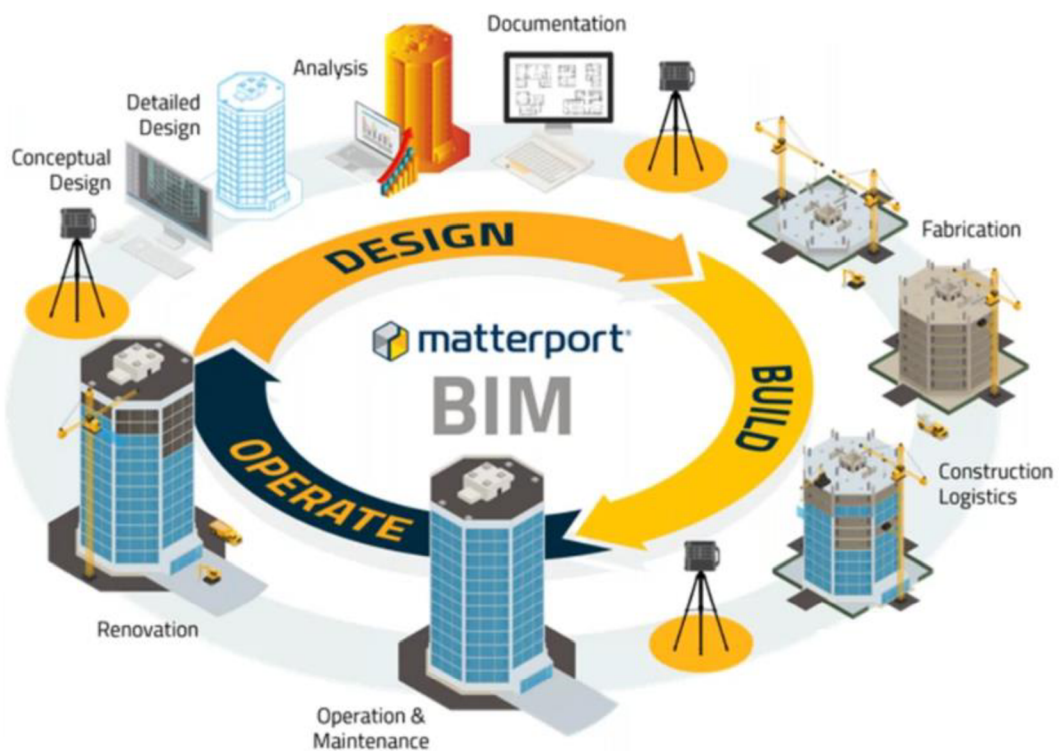 Documentation
Analysis
Detailed
Design
Conceptual
Design
DESIGN
Fabrication
matterport®
BIM
BUILD
OPERATE
Construction
Logistics
Renovation
Operation &
Maintenance